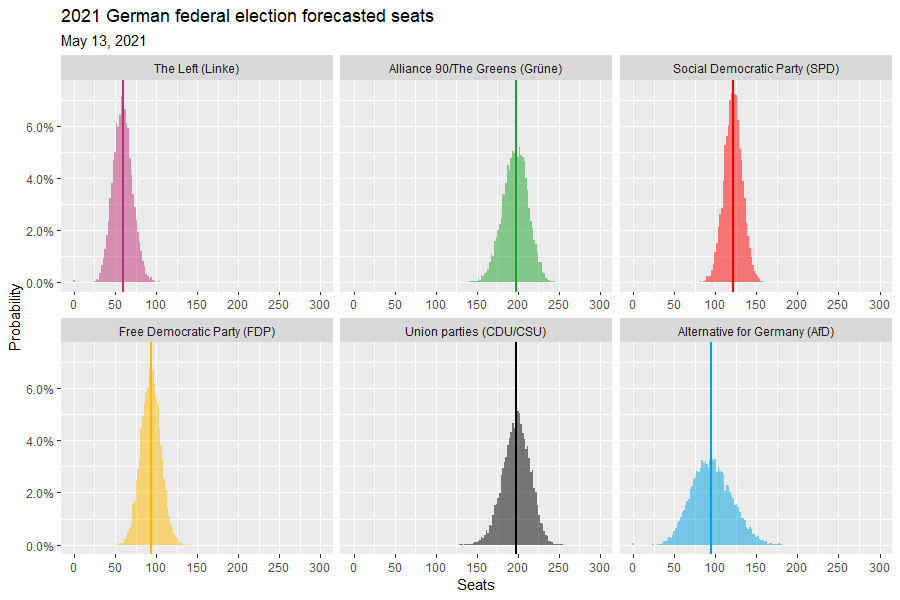 2021 German federal election forecasted seats
May 13, 2021
The Left (Linke) Alliance 90/The Greens (Grüne) Social Democratic Party (SPD)
6.0%
4.0%
2.0%
0.0%
0 50 100 150 200 250 300 0 50 100 150 200 250 300 0 50 100 150 200 250 300
Probability
Free Democratic Party (FDP) Union parties (CDU/CSU) Alternative for Germany (AfD)
6.0%
4.0%
2.0%
0.0%
0 50 100 150 200 250 300 0 50 100 150 200 250 300 0 50 100 150 200 250 300
Seats